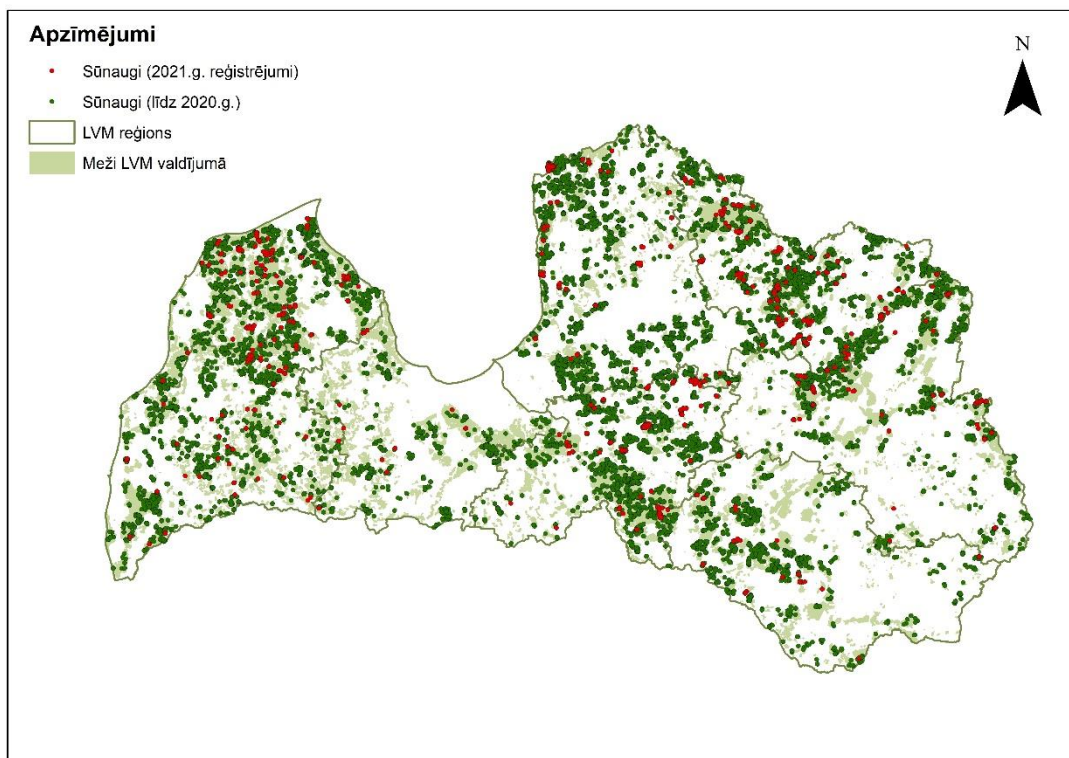 Apzīmējumi
Sūnaugi (2021.g. reģistrējumi)
Sūnaugi (līdz 2020.g.)
LVM reģions
Meži LVM valdījumā
N